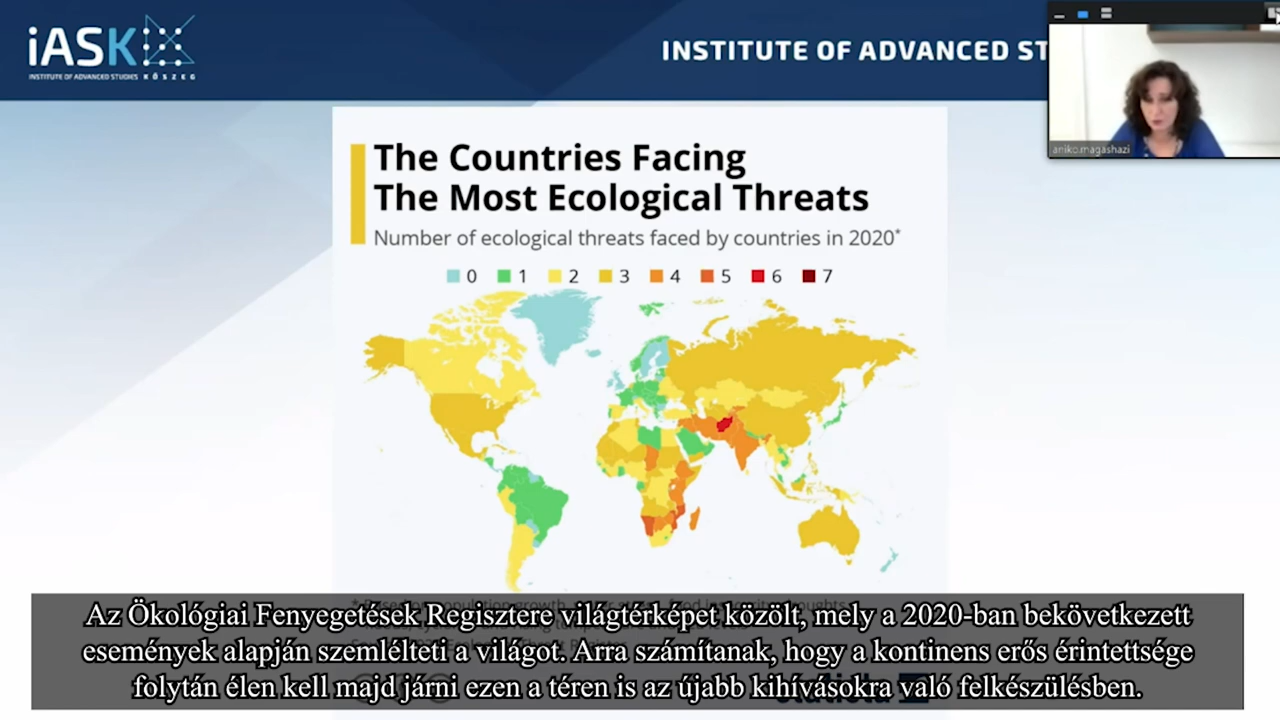 iASK
INSTITUTE OF ADVANCED STUDIES KŐSZEG
INSTITUTE OF ADVANCED ST
aniko.magashazi
The Countries Facing
The Most Ecological Threats
Number of ecological threats faced by countries in 2020*
0 1 2 3 4 5 6 7
Az Ökológiai Fenyegetések Regisztere világtérképet közölt, mely a 2020-ban bekövetkezett
események alapján szemlélteti a világot. Arra számítanak, hogy a kontinens erős érintettsége
folytán élen kell majd járni ezen a téren is az újabb kihívásokra való felkészülésben.
statista